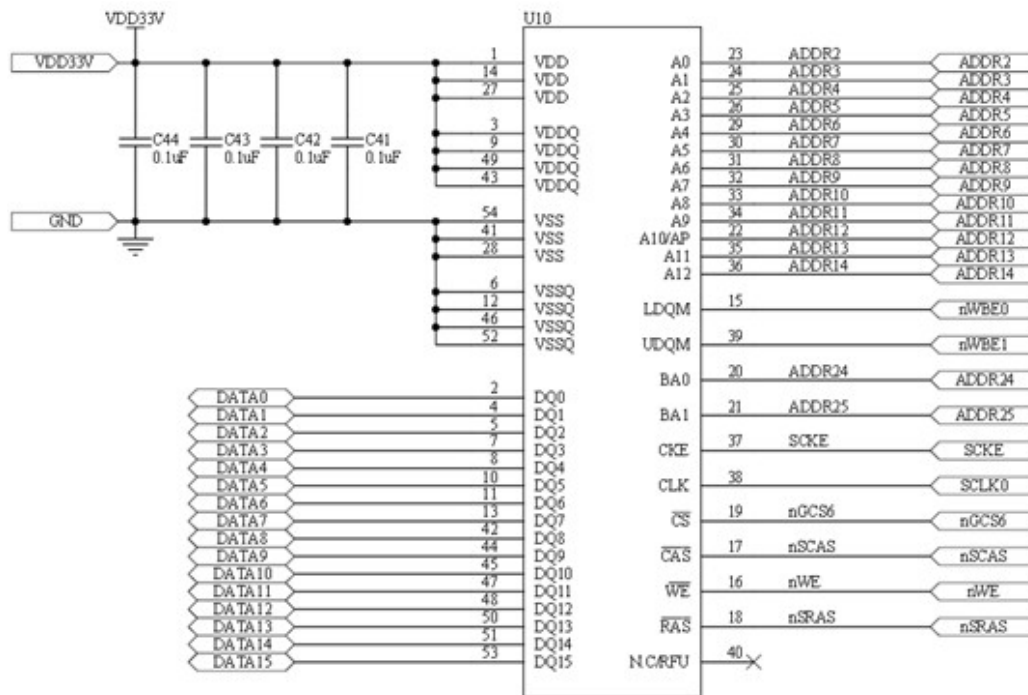 U10
VDD33V
VDD33V 1 VDD A0 23 ADDR2 ADDR2
14 VDD A1 24 ADDR3 ADDR3
27 VDD A2 25 ADDR4 ADDR4
A3 26 ADDR5 ADDR5
3 VDDQ A4 29 ADDR6 ADDR6
C44 C43 C42 C41 9 VDDQ A5 30 ADDR7 ADDR7
0.1uF 0.1uF 0.1uF 0.1uF 49 VDDQ A6 31 ADDR8 ADDR8
43 VDDQ A7 32 ADDR9 ADDR9
A8 33 ADDR10 ADDR10
GND 54 VSS A9 34 ADDR11 ADDR11
41 VSS A10/AP 22 ADDR12 ADDR12
28 VSS A11 35 ADDR13 ADDR13
A12 36 ADDR14 ADDR14
6 VSSQ
12 VSSQ LDQM 15 nWBE0
46 VSSQ
52 VSSQ UDQM 39 nWBE1
BA0 20 ADDR24 ADDR24
DATA0 2 DQ0
DATA1 4 DQ1 BA1 21 ADDR25 ADDR25
DATA2 5 DQ2
DATA3 7 DQ3 CKE 37 SCKE SCKE
DATA4 8 DQ4
DATA5 10 DQ5 CLK 38 SCLK0
DATA6 11 DQ6
DATA7 13 DQ7 CS 19 nGCS6 nGCS6
DATA8 42 DQ8
DATA9 44 DQ9 CAS 17 nSCAS nSCAS
DATA10 45 DQ10
DATA11 47 DQ11 WE 16 nWE nWE
DATA12 48 DQ12
DATA13 50 DQ13 RAS 18 nSRAS nSRAS
DATA14 51 DQ14
DATA15 53 DQ15 N.C/RFU 40